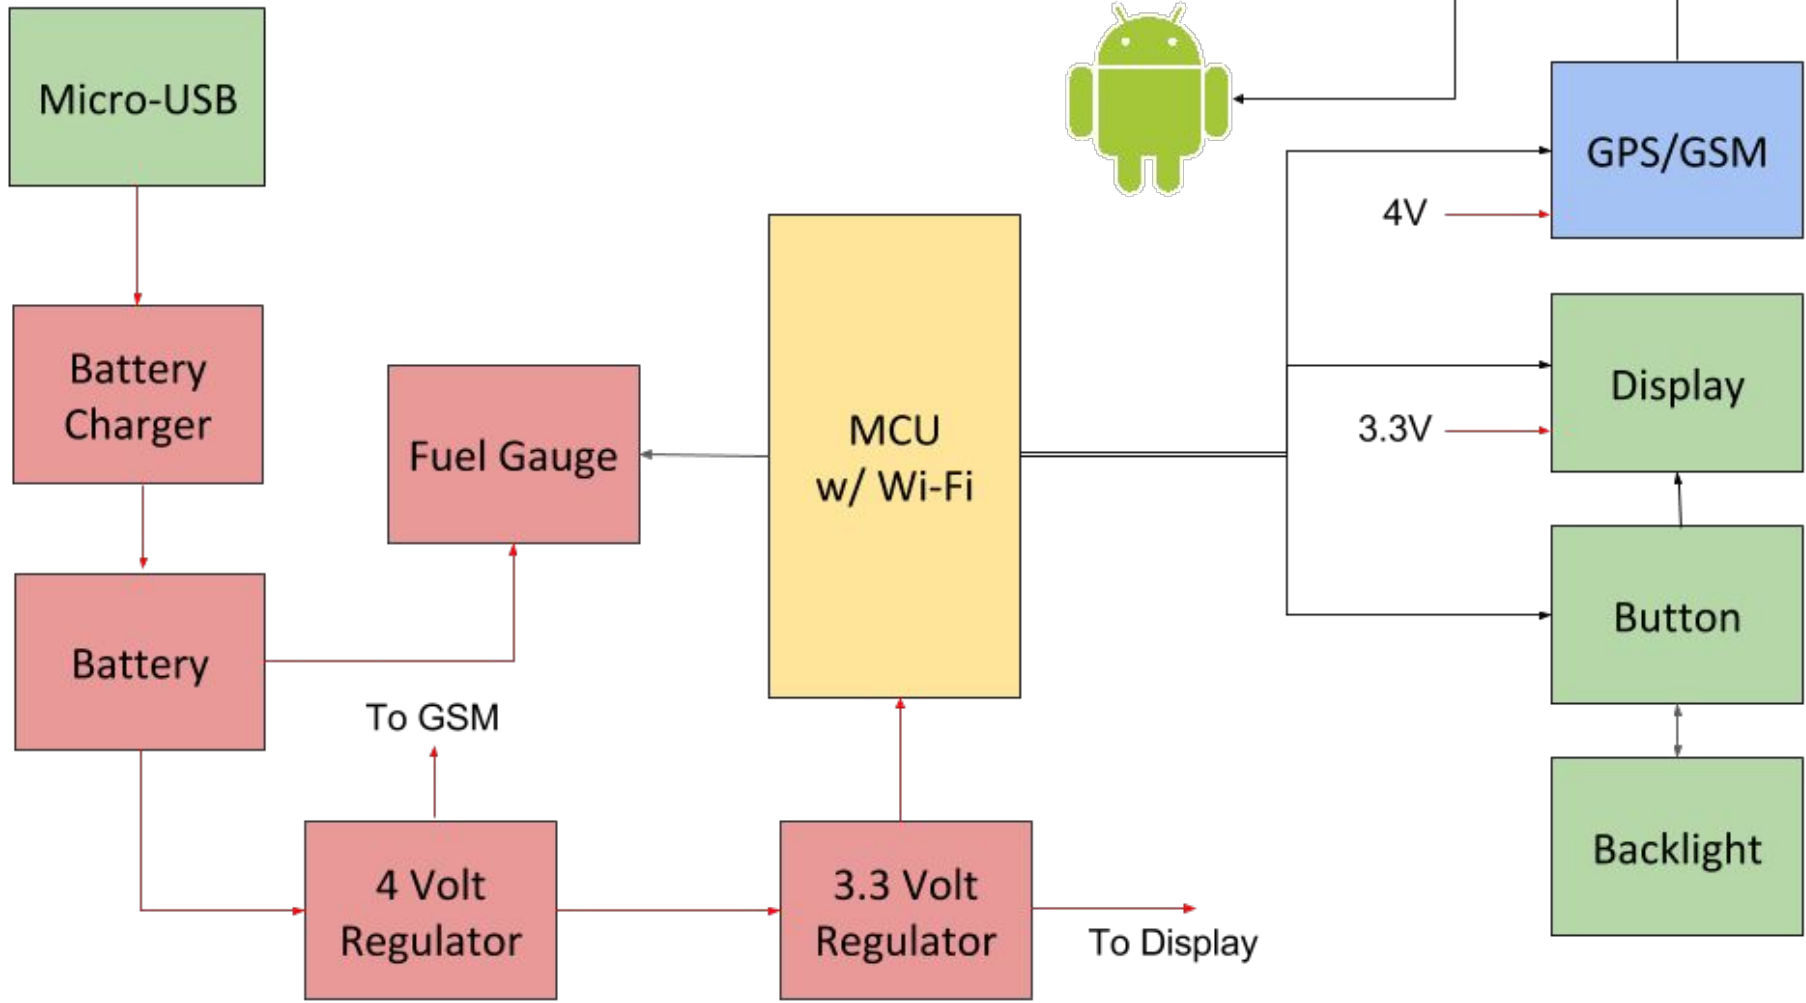 Micro-USB
GPS/GSM
4V
Battery
Charger
Fuel Gauge
MCU
w/ Wi-Fi
Display
3.3V
Battery
Button
To GSM
4 Volt
Regulator
3.3 Volt
Regulator
To Display
Backlight